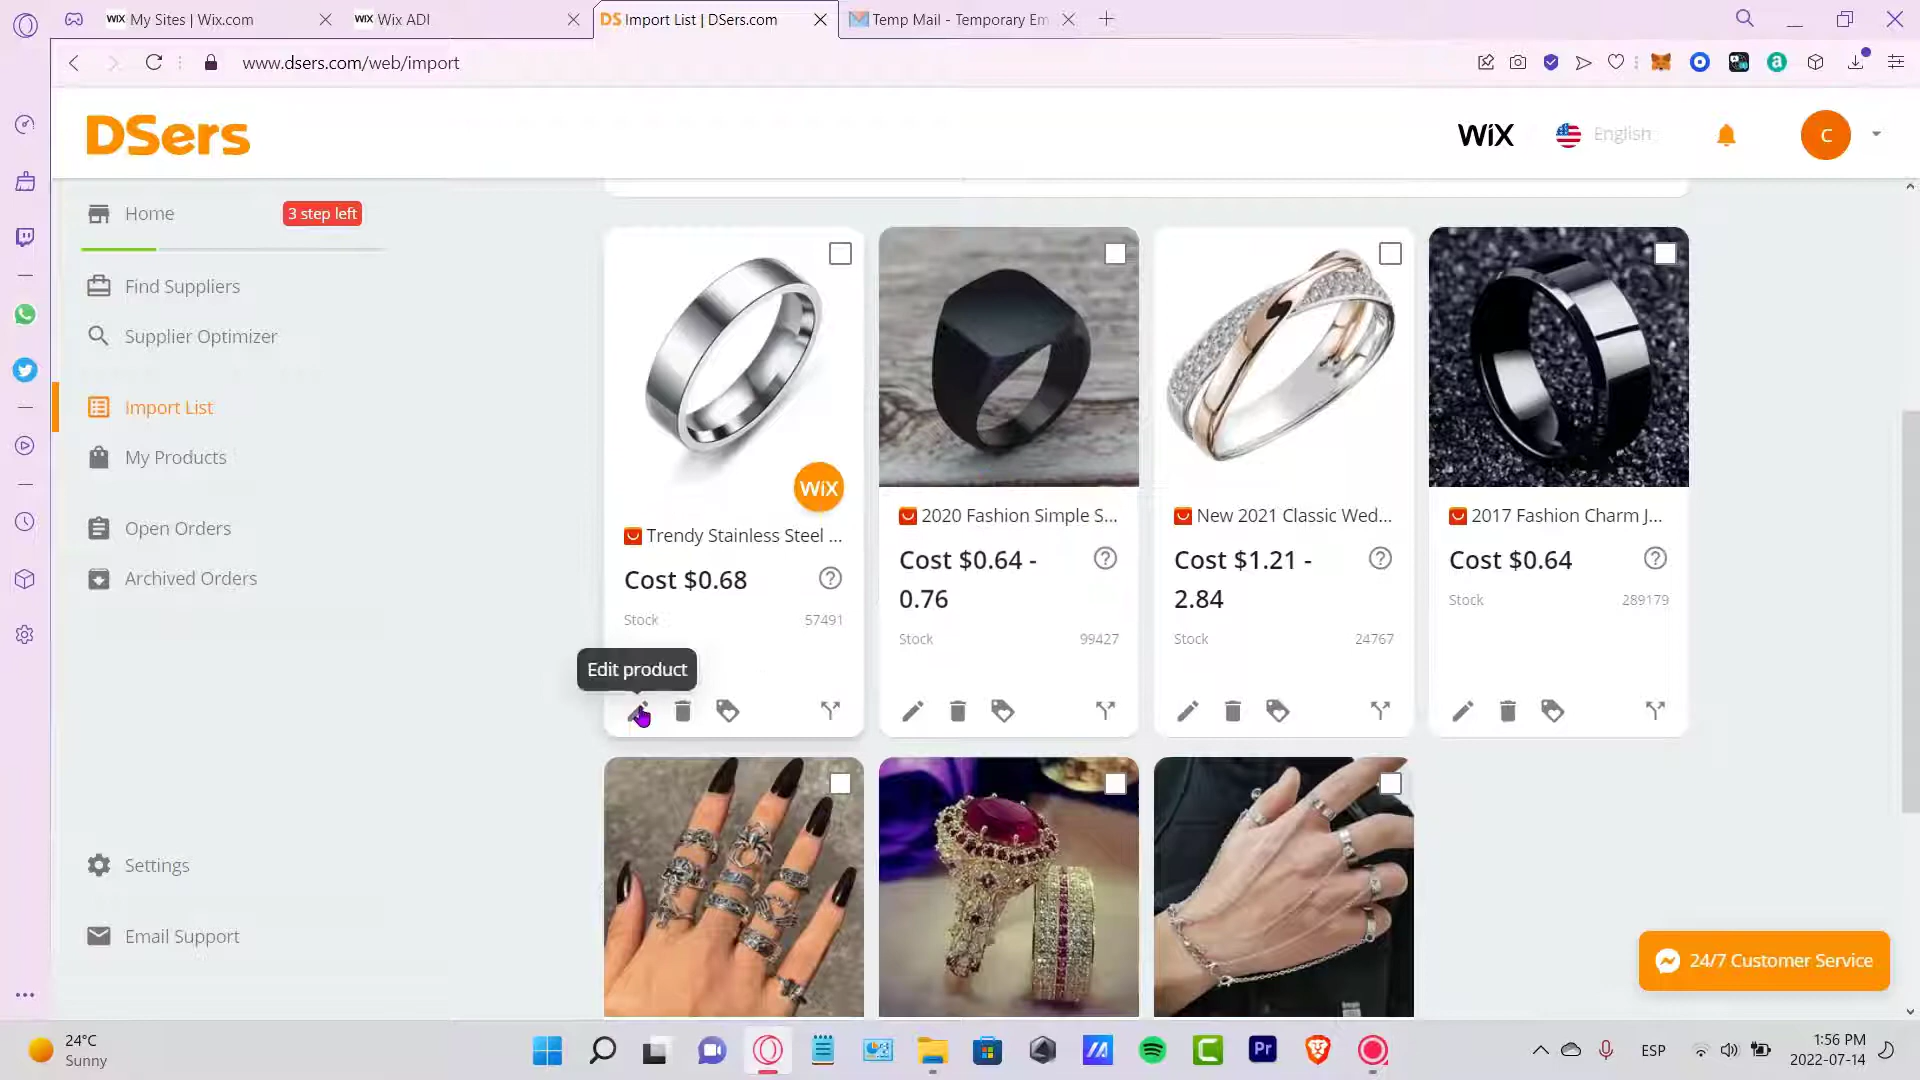 My Sites | Wix.com
Wix ADI
Import List | DSers.com
Temp Mail - Temporary Em
www.dsers.com/web/import
DSers
WiX
English
C
Home
3 step left
Find Suppliers
Supplier Optimizer
Import List
My Products
Open Orders
Archived Orders
Settings
Email Support
WiX
Trendy Stainless Steel ...
Cost $0.68
Stock 57491
Edit product
2020 Fashion Simple S...
Cost $0.64 -
0.76
Stock 99427
New 2021 Classic Wed...
Cost $1.21 -
2.84
Stock 24767
2017 Fashion Charm J...
Cost $0.64
Stock 289179
24/7 Customer Service
24°C
Sunny
Pr
ESP
1:56 PM
2022-07-14